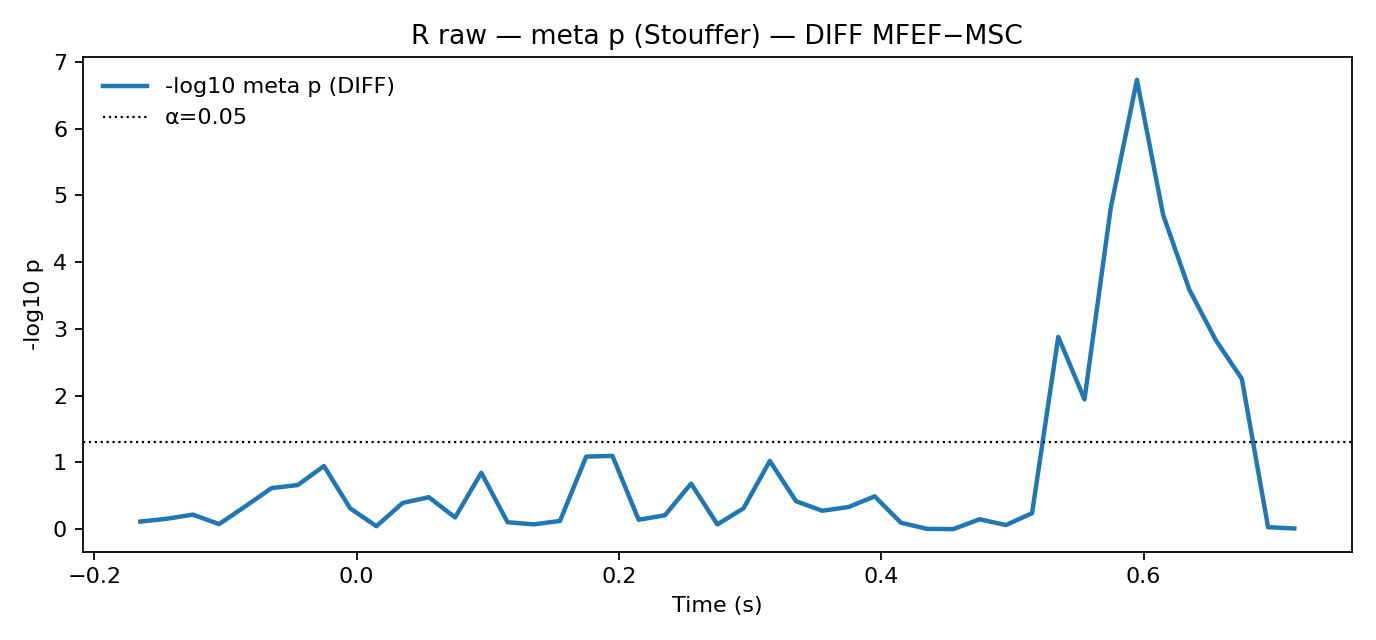 R raw — meta p (Stouffer) — DIFF MFEF−MSC
-log10 meta p (DIFF)
α=0.05
-log10 p
7
6
5
4
3
2
1
0
−0.2
0.0
0.2
0.4
0.6
Time (s)